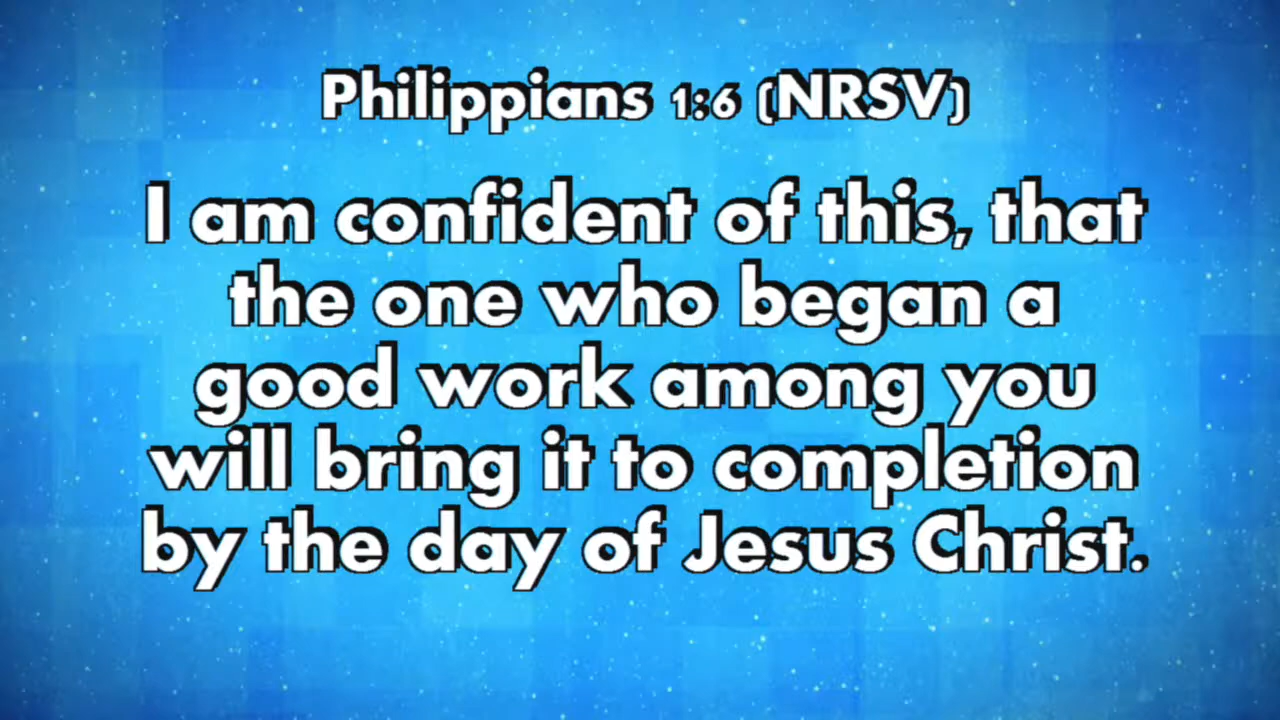 Philippians 1:6 (NRSV)
I am confident of this, that
the one who began a
good work among you
will bring it to completion
by the day of Jesus Christ.